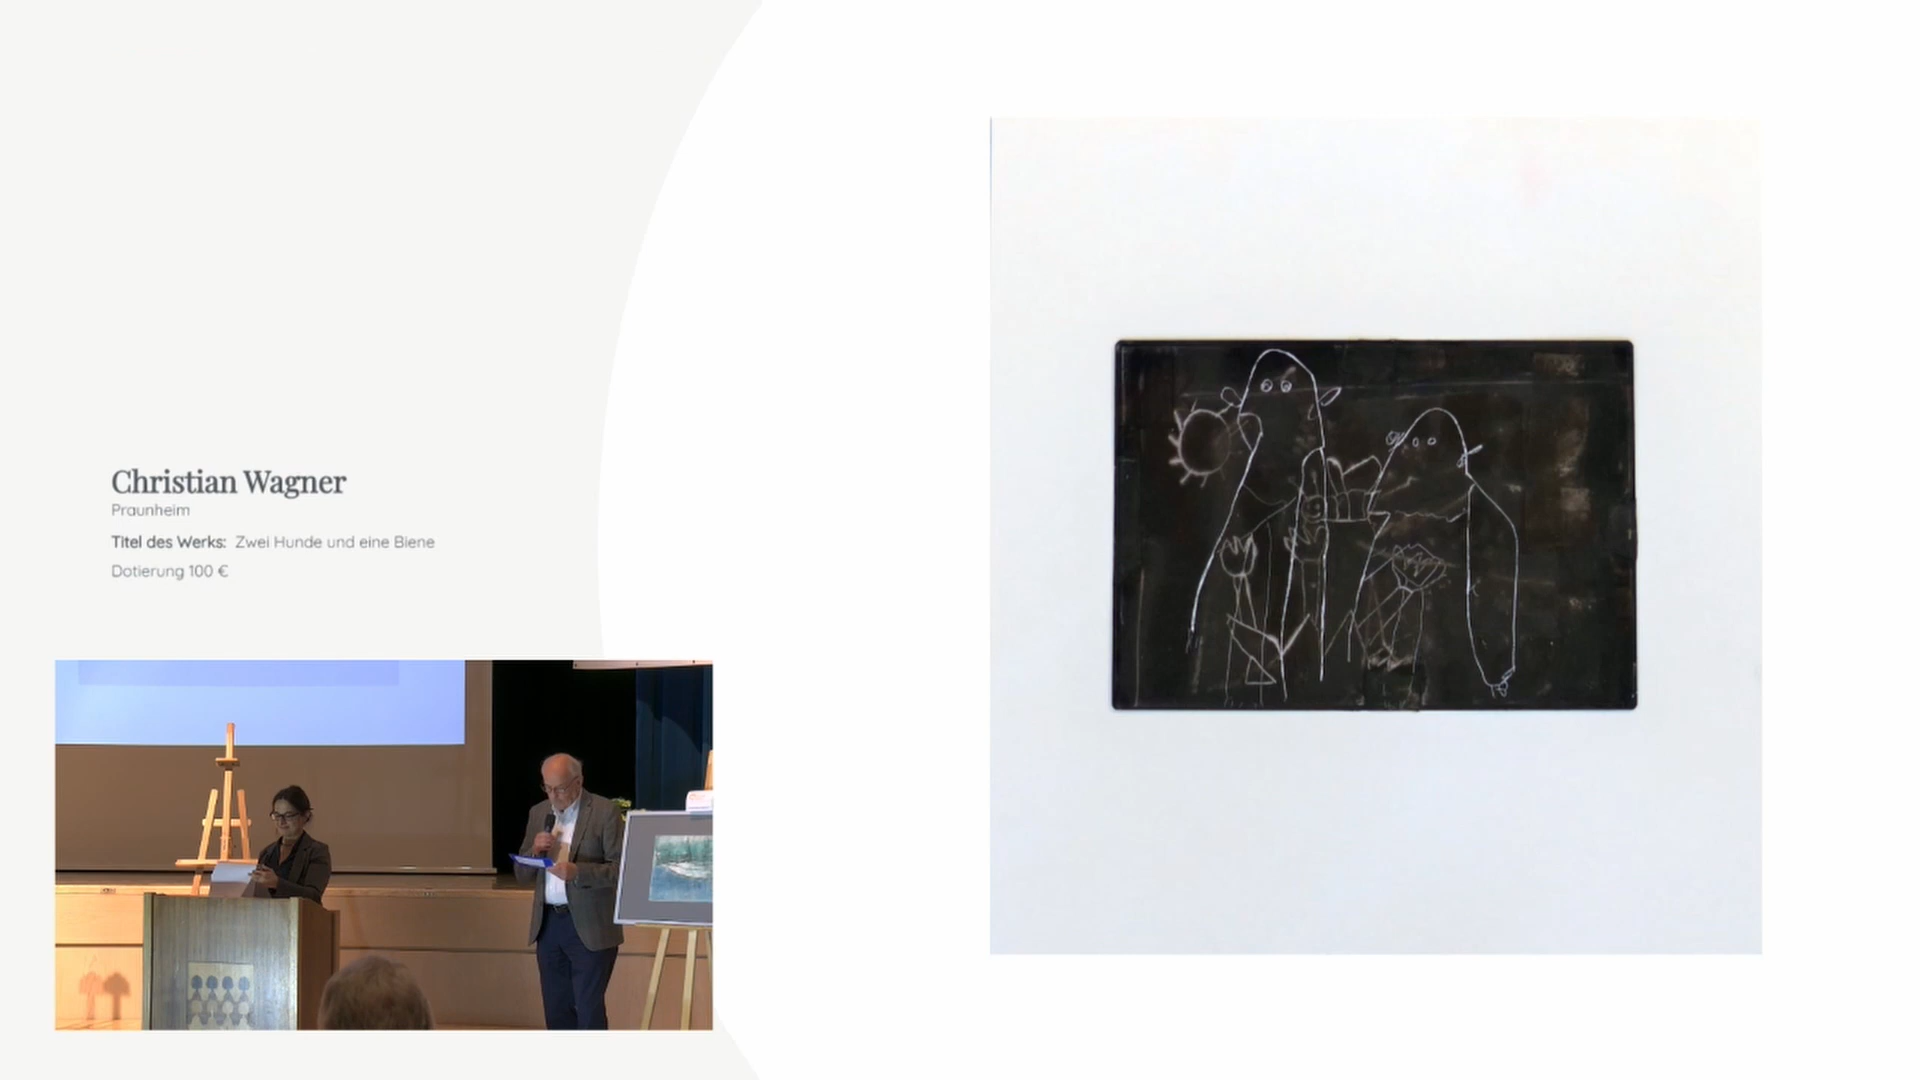 Christian Wagner
Praunheim
Titel des Werks: Zwei Hunde und eine Biene
Dotierung 100 €